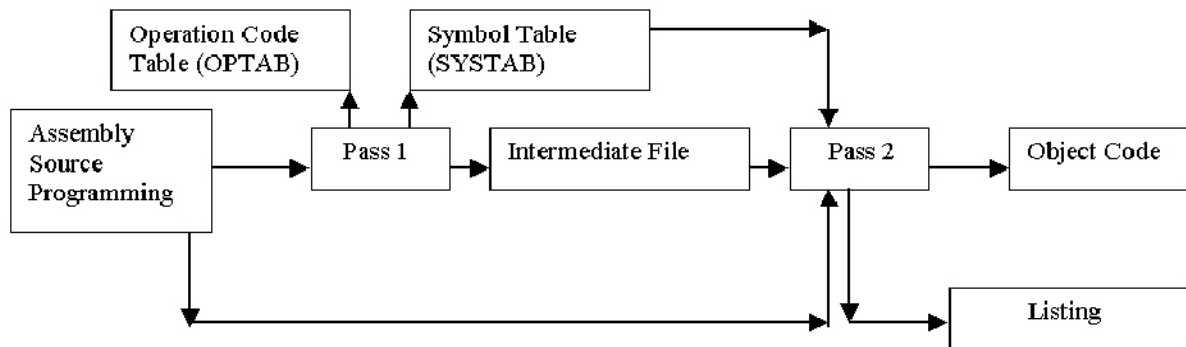 Operation Code
Table (OPTAB)
Symbol Table
(SYSTAB)
Assembly
Source
Programming
Pass 1
Intermediate File
Pass 2
Object Code
Listing